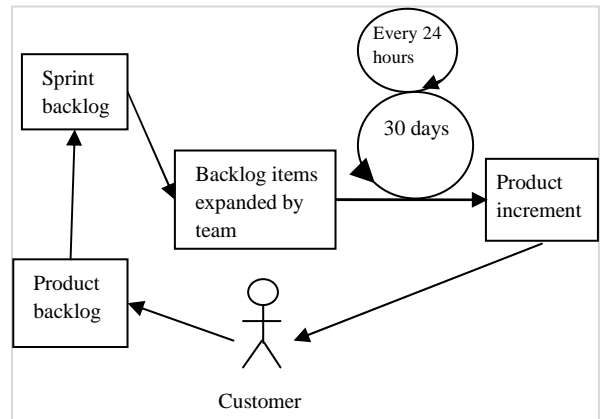 Every 24
hours
Sprint
backlog
30 days
Backlog items
expanded by
team
Product
increment
Product
backlog
Customer